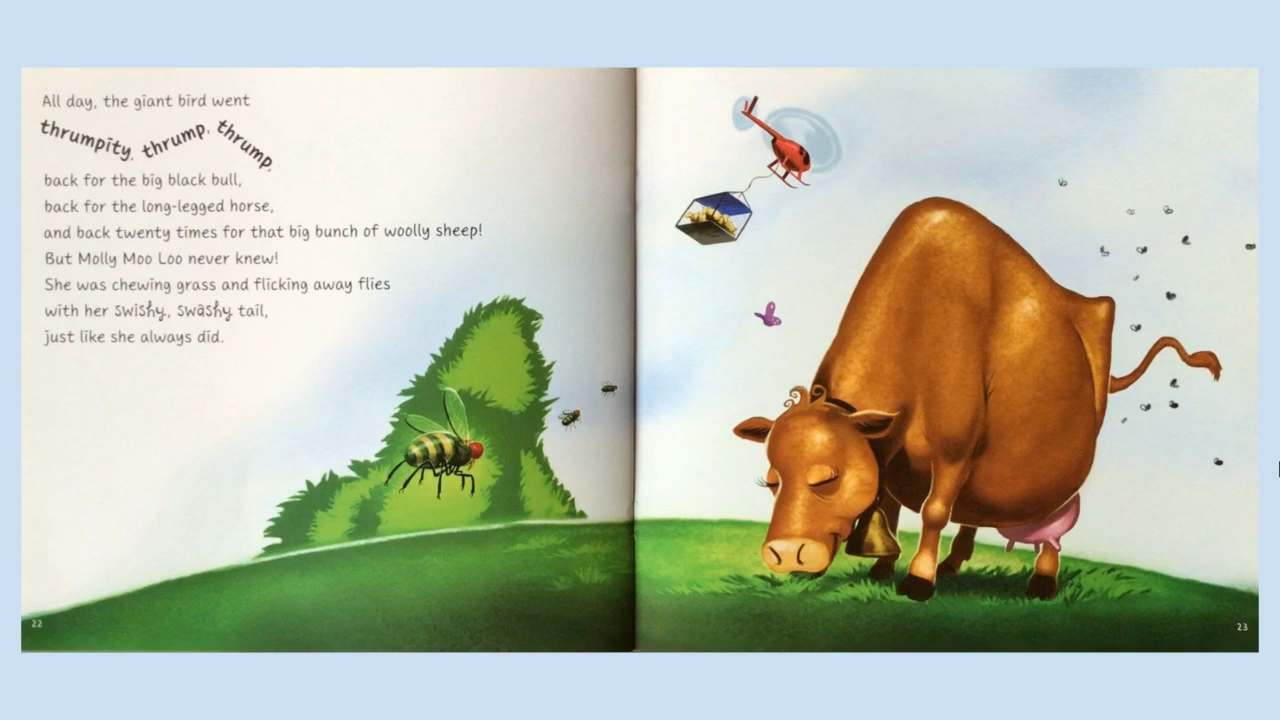 All day, the giant bird went
thrumpity, thrump, thrump,
back for the big black bull,
back for the long-legged horse,
and back twenty times for that big bunch of woolly sheep!
But Molly Moo Loo never knew!
She was chewing grass and flicking away flies
with her swishy, swashy tail,
just like she always did.
22
23